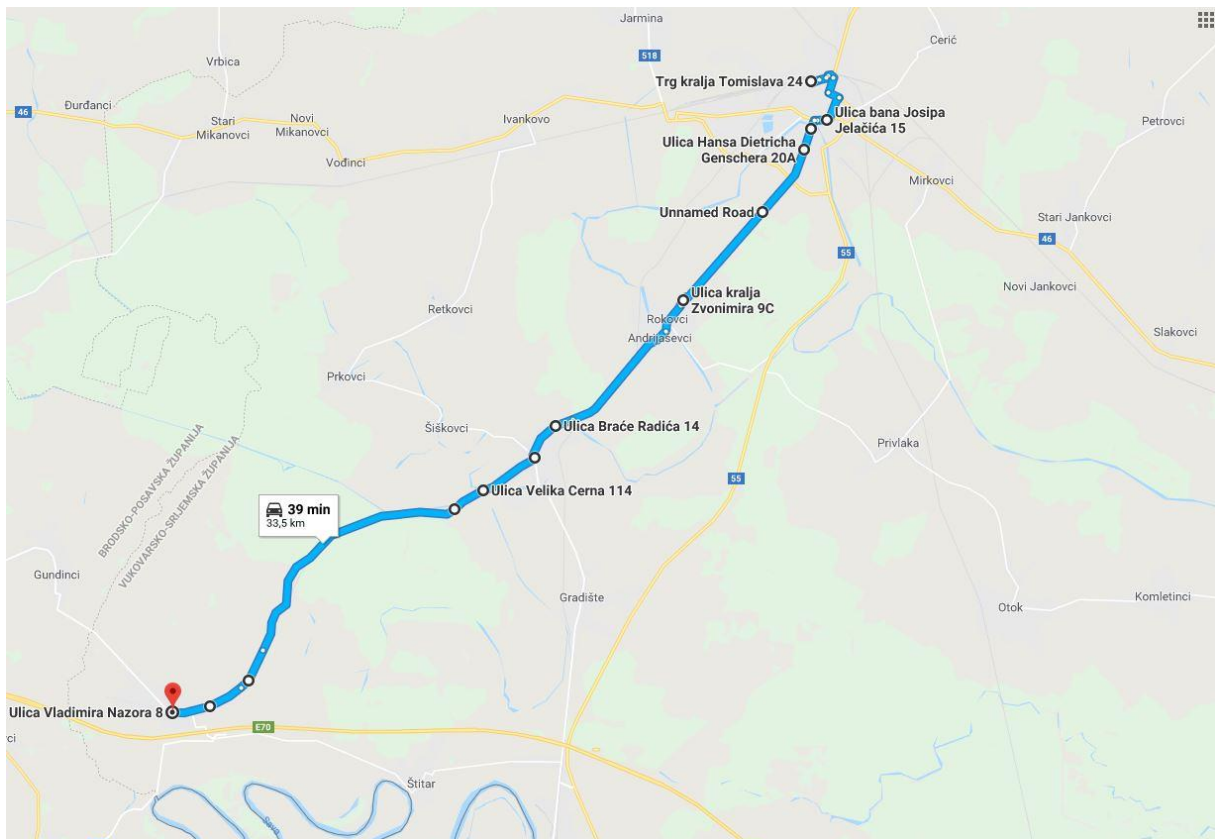 Jarmina
518
Cerić
Vrbica
Trg kralja Tomislava 24
Đurđanci
46
Stari
Mikanovci
Novi
Mikanovci
Ivankovo
Ulica bana Josipa
Jelačića 15
Petrovci
Vođinci
Ulica Hansa Dietricha
Genschera 20A
Mirkovci
Unnamed Road
Stari Jankovci
46
55
Novi Jankovci
Ulica kralja
Zvonimira 9C
Retkovci
Rokovci
Andrijaševci
Slakovci
Prkovci
Šiškovci
Ulica Braće Radića 14
Privlaka
BRODSKO-POSAVSKA ŽUPANIJA
VUKOVARSKO-SRIJEMSKA ŽUPANIJA
55
Ulica Velika Cerna 114
39 min
33,5 km
Gundinci
Gradište
Otok
Komletinci
Ulica Vladimira Nazora 8
E70
ci
Štitar
Sava